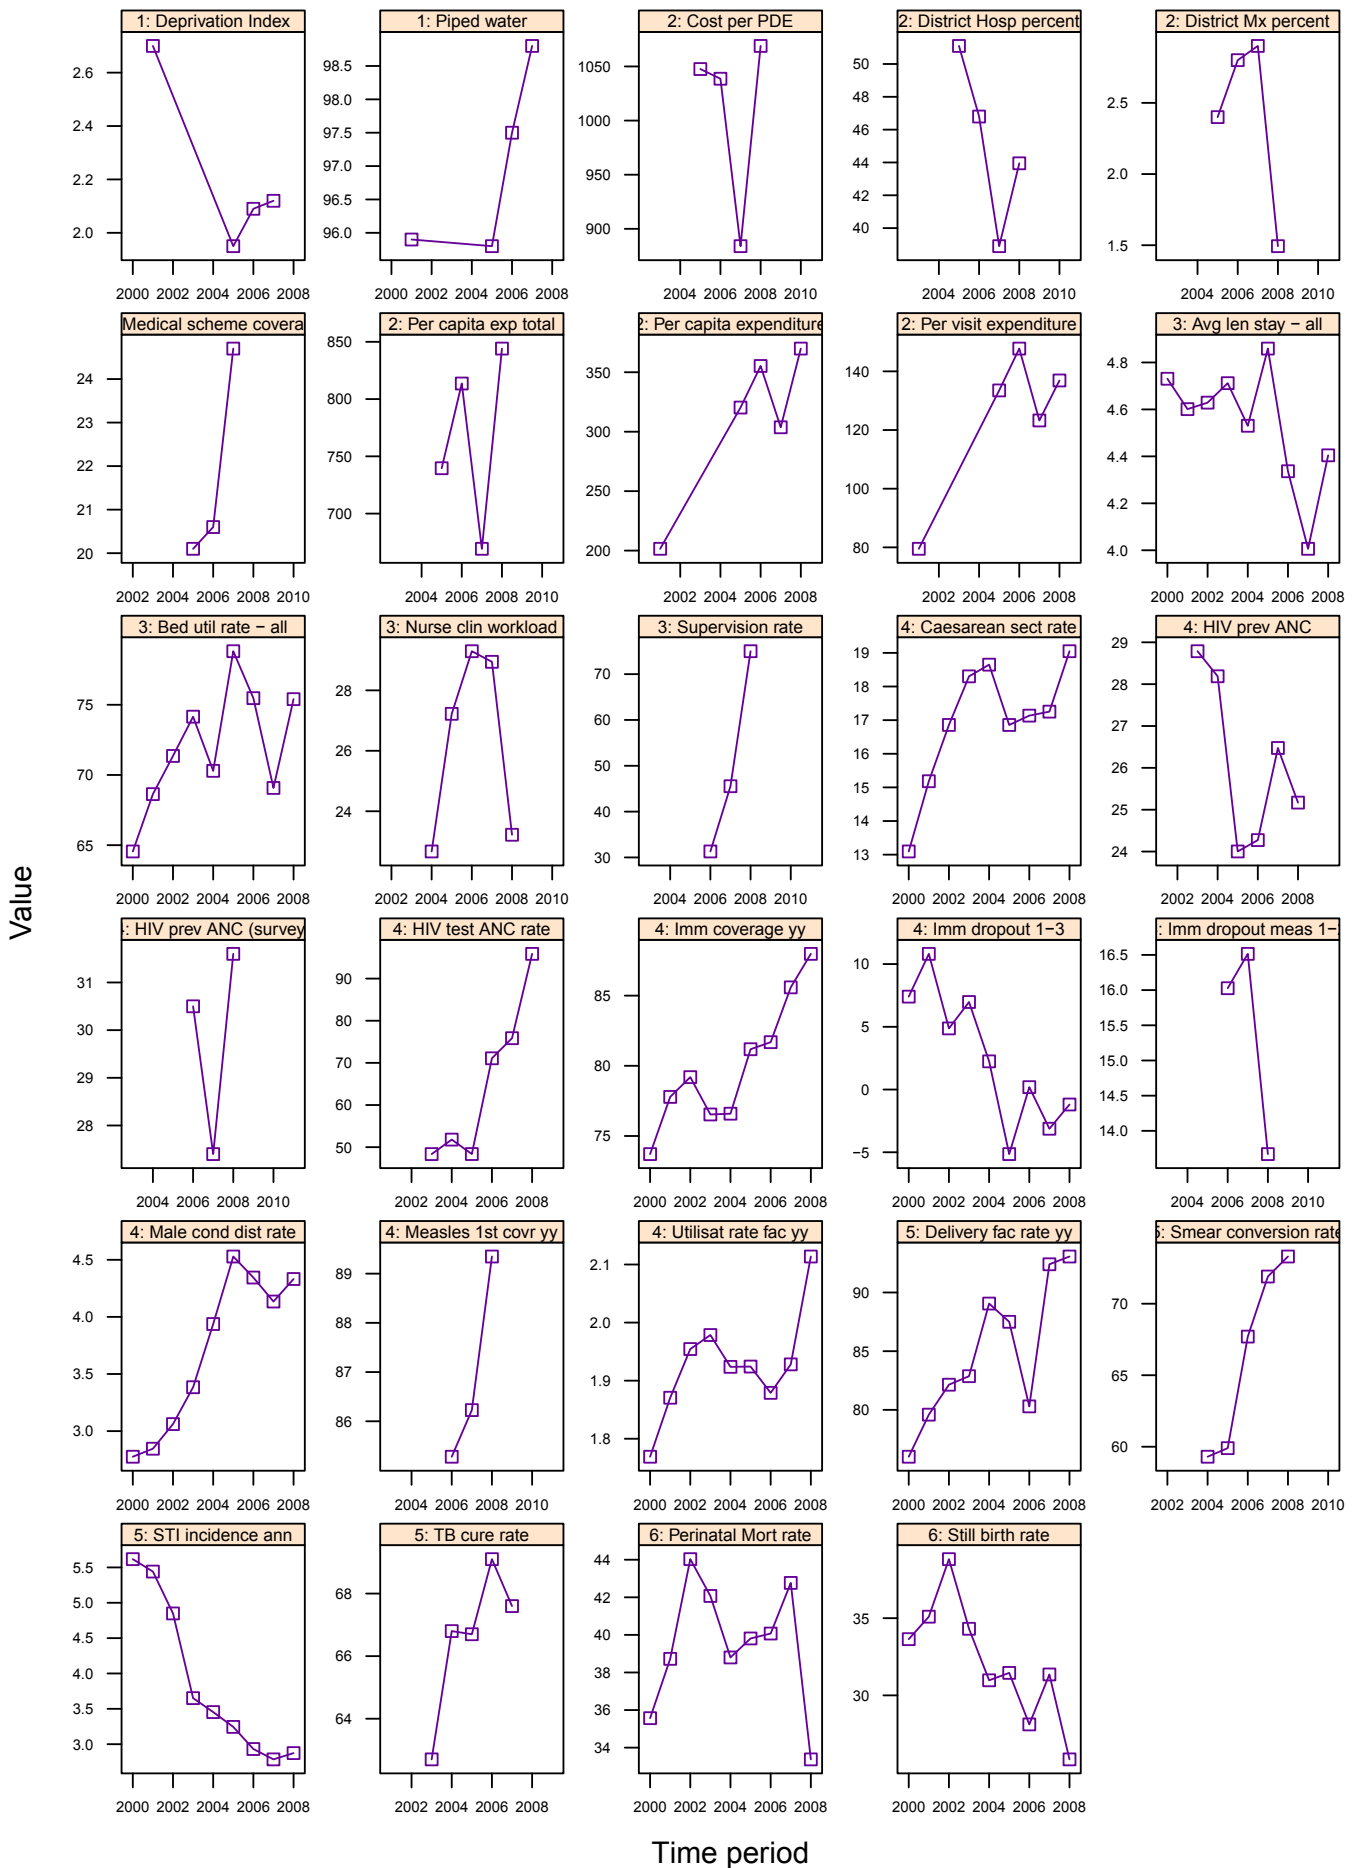 1: Deprivation Index
1: Piped water
2: Cost per PDE
2: District Hosp percent
2: District Mx percent
2.6
2.4
2.2
2.0
98.5
98.0
97.5
97.0
96.5
96.0
1050
1000
950
900
50
48
46
44
42
40
2.5
2.0
1.5
2000 2002 2004 2006 2008
2000 2002 2004 2006 2008
2004 2006 2008 2010
2004 2006 2008 2010
2004 2006 2008 2010
Medical scheme covera
2: Per capita exp total
2: Per capita expenditure
2: Per visit expenditure
3: Avg len stay − all
24
23
22
21
20
850
800
750
700
350
300
250
200
140
120
100
80
4.8
4.6
4.4
4.2
4.0
2002 2004 2006 2008 2010
2004 2006 2008 2010
2002 2004 2006 2008
2002 2004 2006 2008
2000 2002 2004 2006 2008
3: Bed util rate − all
3: Nurse clin workload
3: Supervision rate
4: Caesarean sect rate
4: HIV prev ANC
75
70
65
28
26
24
70
60
50
40
30
19
18
17
16
15
14
13
29
28
27
26
25
24
2000 2002 2004 2006 2008
2002 2004 2006 2008 2010
2004 2006 2008 2010
2000 2002 2004 2006 2008
2002 2004 2006 2008
Value
4: HIV prev ANC (survey
4: HIV test ANC rate
4: Imm coverage yy
4: Imm dropout 1−3
: Imm dropout meas 1−
31
30
29
28
90
80
70
60
50
85
80
75
10
5
0
−5
16.5
16.0
15.5
15.0
14.5
14.0
2004 2006 2008 2010
2002 2004 2006 2008
2000 2002 2004 2006 2008
2000 2002 2004 2006 2008
2004 2006 2008 2010
4: Male cond dist rate
4: Measles 1st covr yy
4: Utilisat rate fac yy
5: Delivery fac rate yy
5: Smear conversion rate
4.5
4.0
3.5
3.0
89
88
87
86
2.1
2.0
1.9
1.8
90
85
80
70
65
60
2000 2002 2004 2006 2008
2004 2006 2008 2010
2000 2002 2004 2006 2008
2000 2002 2004 2006 2008
2002 2004 2006 2008 2010
5: STI incidence ann
5: TB cure rate
6: Perinatal Mort rate
6: Still birth rate
5.5
5.0
4.5
4.0
3.5
3.0
68
66
64
44
42
40
38
36
34
35
30
2000 2002 2004 2006 2008
2002 2004 2006 2008
2000 2002 2004 2006 2008
2000 2002 2004 2006 2008
Time period